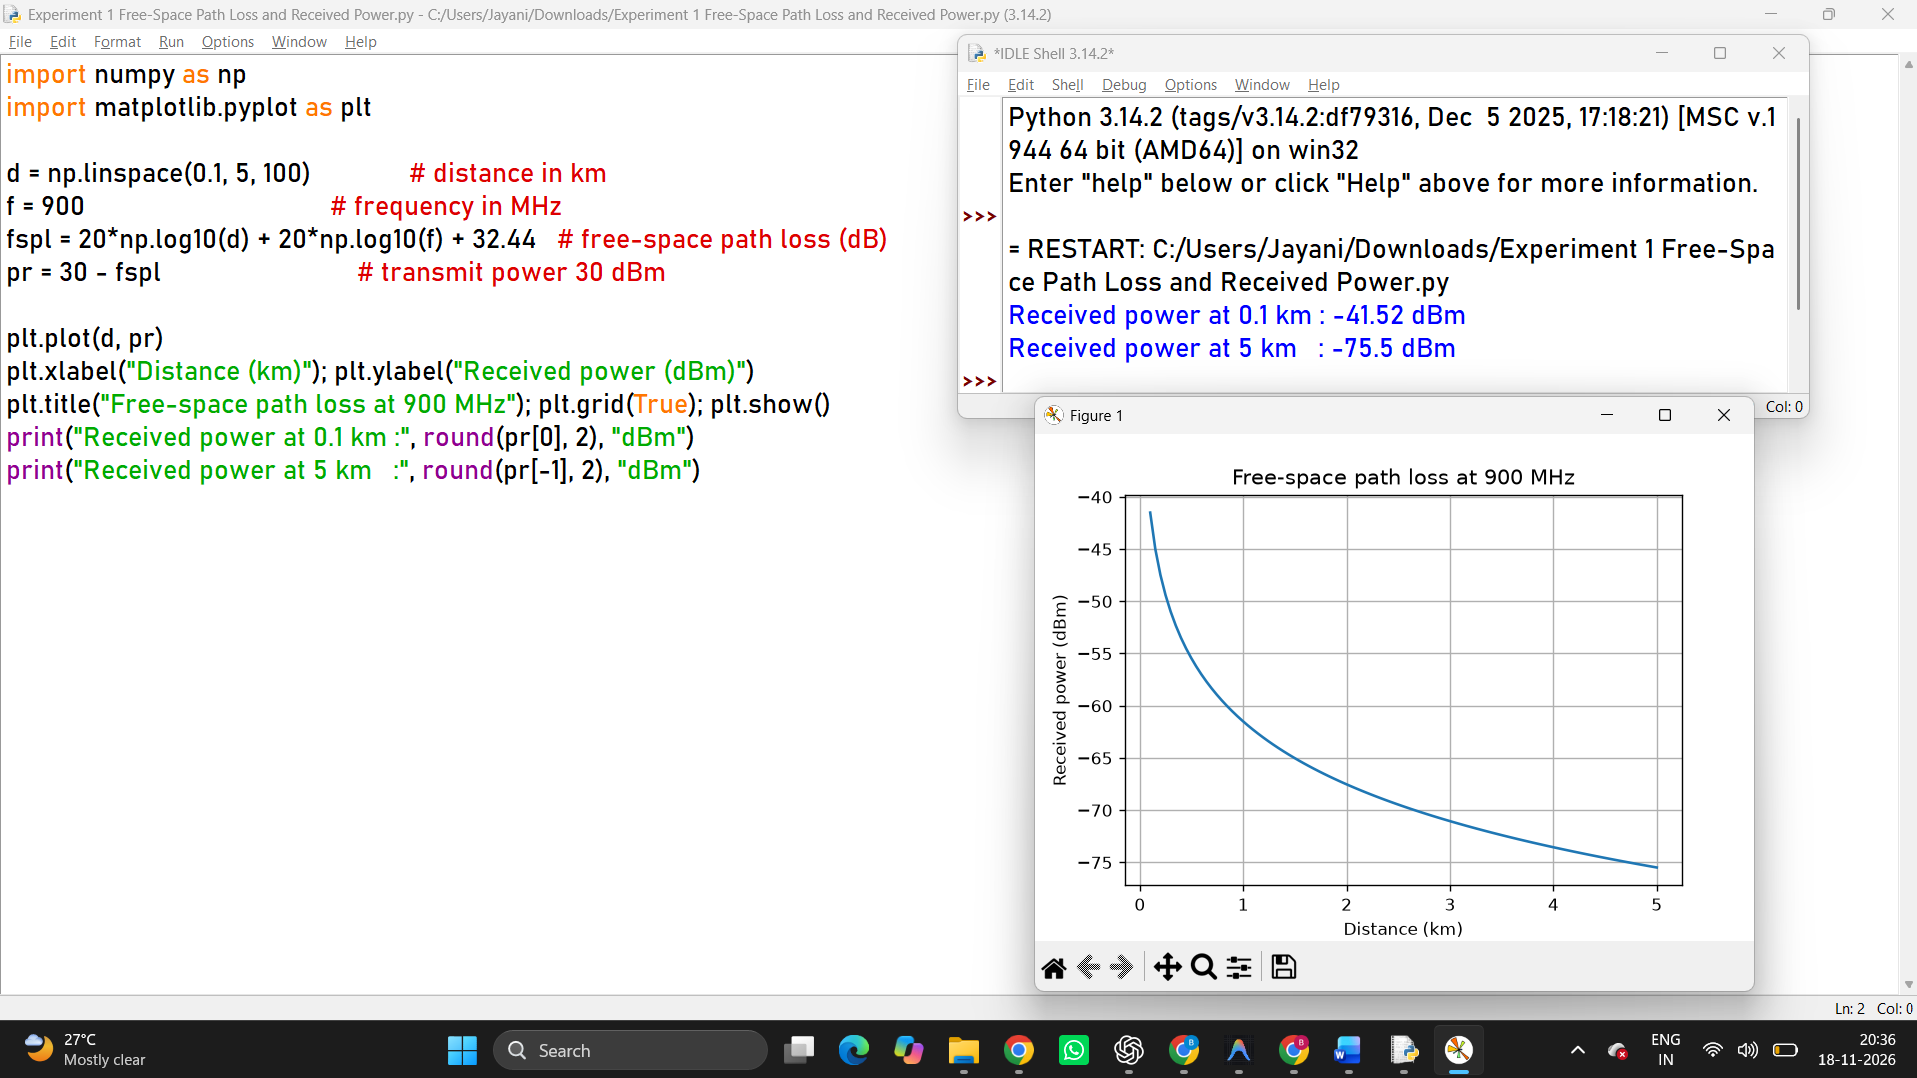 Experiment 1 Free-Space Path Loss and Received Power.py - C:/Users/Jayani/Downloads/Experiment 1 Free-Space Path Loss and Received Power.py (3.14.2)
File Edit Format Run Options Window Help
import numpy as np
import matplotlib.pyplot as plt
d = np.linspace(0.1, 5, 100) # distance in km
f = 900 # frequency in MHz
fspl = 20*np.log10(d) + 20*np.log10(f) + 32.44 # free-space path loss (dB)
pr = 30 - fspl # transmit power 30 dBm
plt.plot(d, pr)
plt.xlabel("Distance (km)"); plt.ylabel("Received power (dBm)")
plt.title("Free-space path loss at 900 MHz"); plt.grid(True); plt.show()
print("Received power at 0.1 km :", round(pr[0], 2), "dBm")
print("Received power at 5 km   :", round(pr[-1], 2), "dBm")
*IDLE Shell 3.14.2*
File Edit Shell Debug Options Window Help
Python 3.14.2 (tags/v3.14.2:df79316, Dec  5 2025, 17:18:21) [MSC v.1
944 64 bit (AMD64)] on win32
Enter "help" below or click "Help" above for more information.
>>>
= RESTART: C:/Users/Jayani/Downloads/Experiment 1 Free-Spa
ce Path Loss and Received Power.py
Received power at 0.1 km : -41.52 dBm
Received power at 5 km   : -75.5 dBm
>>>
Col: 0
Figure 1
Free-space path loss at 900 MHz
−40
−45
−50
−55
−60
−65
−70
−75
Received power (dBm)
0 1 2 3 4 5
Distance (km)
Ln: 2 Col: 0
27°C
Mostly clear
Search
ENG
IN
20:36
18-11-2026